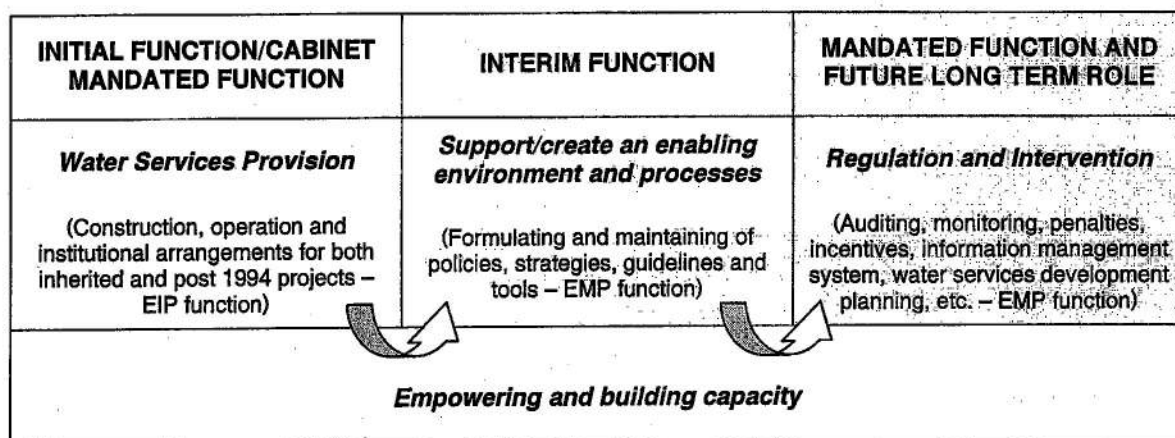 INITIAL FUNCTION/CABINET
MANDATED FUNCTION
INTERIM FUNCTION
MANDATED FUNCTION AND
FUTURE LONG TERM ROLE
Water Services Provision
(Construction, operation and
institutional arrangements for both
inherited and post 1994 projects –
EIP function)
Support/create an enabling
environment and processes
(Formulating and maintaining of
policies, strategies, guidelines and
tools – EMP function)
Regulation and Intervention
(Auditing, monitoring, penalties,
incentives, information management
system, water services development
planning, etc. – EMP function)
Empowering and building capacity